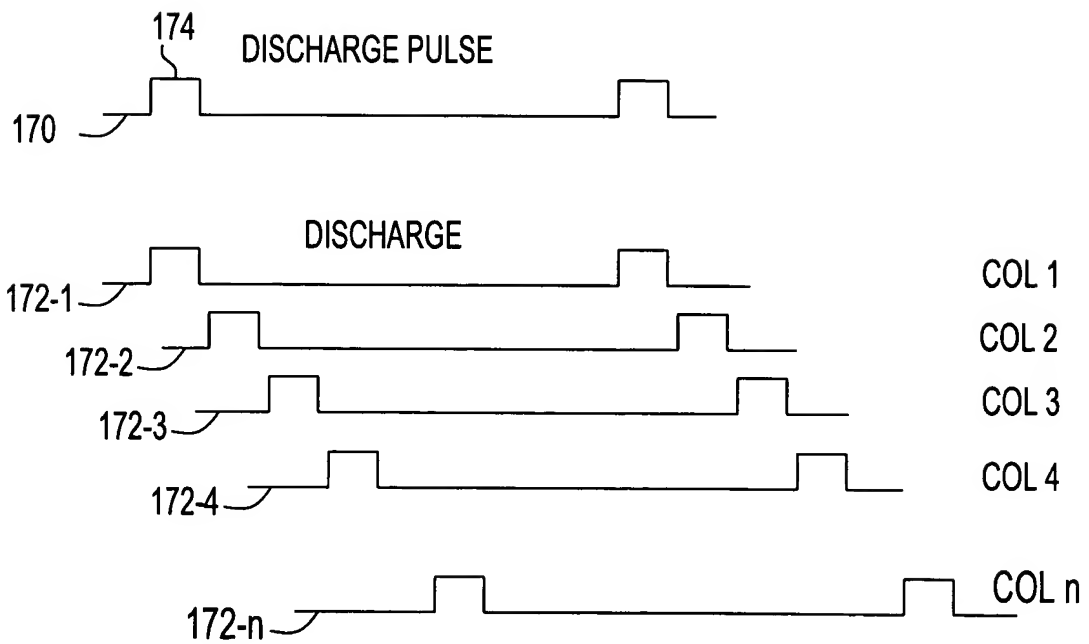 174
DISCHARGE PULSE
170
DISCHARGE
172-1
COL 1
172-2
COL 2
172-3
COL 3
172-4
COL 4
172-n
COL n